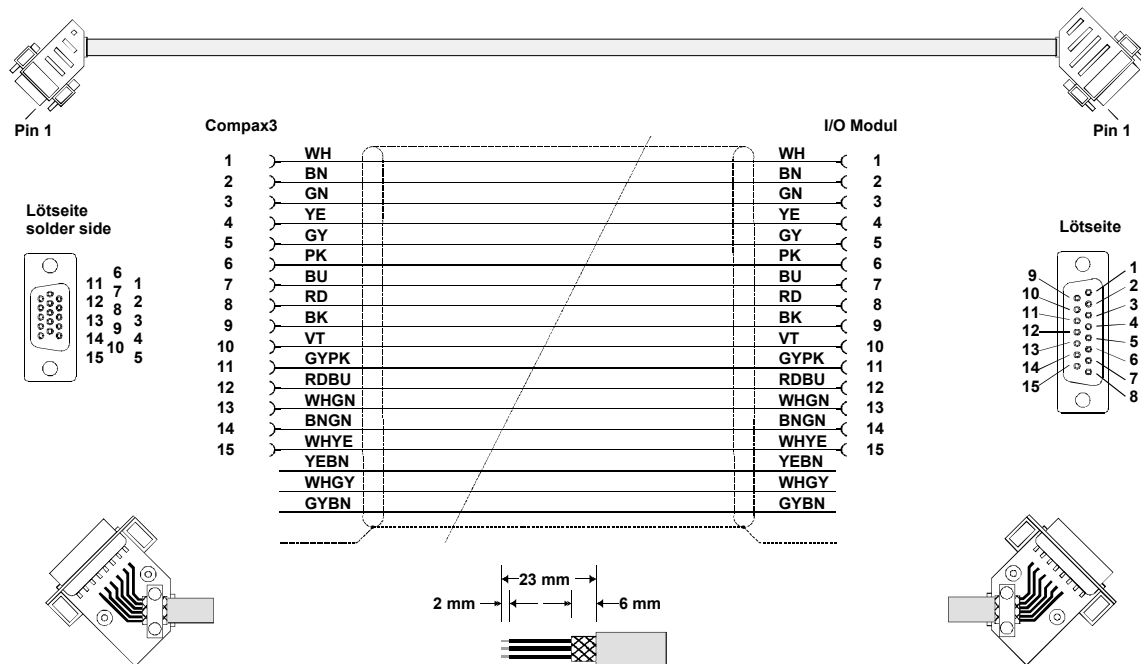 Pin 1
Pin 1
Compax3
I/O Modul
1 WH WH 1
2 BN BN 2
3 GN GN 3
4 YE YE 4
5 GY GY 5
6 PK PK 6
7 BU BU 7
8 RD RD 8
9 BK BK 9
10 VT VT 10
11 GYPK GYPK 11
12 RDBU RDBU 12
13 WHGN WHGN 13
14 BNGN BNGN 14
15 WHYE WHYE 15
YEBN YEBN
WHGY WHGY
GYBN GYBN
Lötseite
solder side
11 6 1
12 7 2
13 8 3
14 9 4
15 10 5
Lötseite
9 1
10 2
11 3
12 4
13 5
14 6
15 7
8
23 mm
2 mm
6 mm